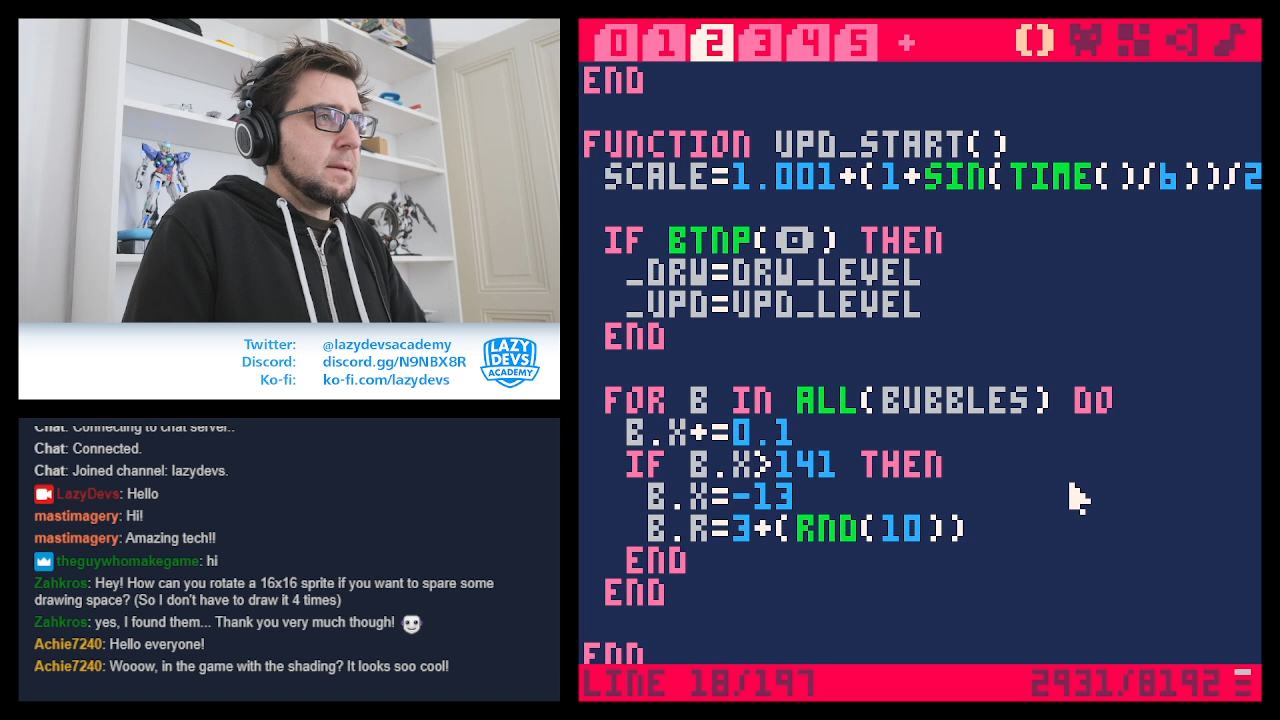 Twitter: @lazydevsacademy
Discord: discord.gg/N9NBX8R
Ko-fi: ko-fi.com/lazydevs
LAZY
DEVS
ACADEMY
Chat: Connecting to chat server..
Chat: Connected.
Chat: Joined channel: lazydevs.
LazyDevs: Hello
mastimagery: Hi!
mastimagery: Amazing tech!!
theguywhomakegame: hi
Zahkros: Hey! How can you rotate a 16x16 sprite if you want to spare some
drawing space? (So I don't have to draw it 4 times)
Zahkros: yes, I found them... Thank you very much though!
Achie7240: Hello everyone!
Achie7240: Wooow, in the game with the shading? It looks soo cool!
0 1 2 3 4 5 +
END
FUNCTION UPD_START()
SCALE=1.001+(1+SIN(TIME()/6))/2
IF BTNP(🅾️) THEN
_DRW=DRW_LEVEL
_UPD=UPD_LEVEL
END
FOR B IN ALL(BUBBLES) DO
B.X+=0.1
IF B.X>141 THEN
B.X=-13
B.R=3+(RND(10))
END
END
END
LINE 18/197 2931/8192